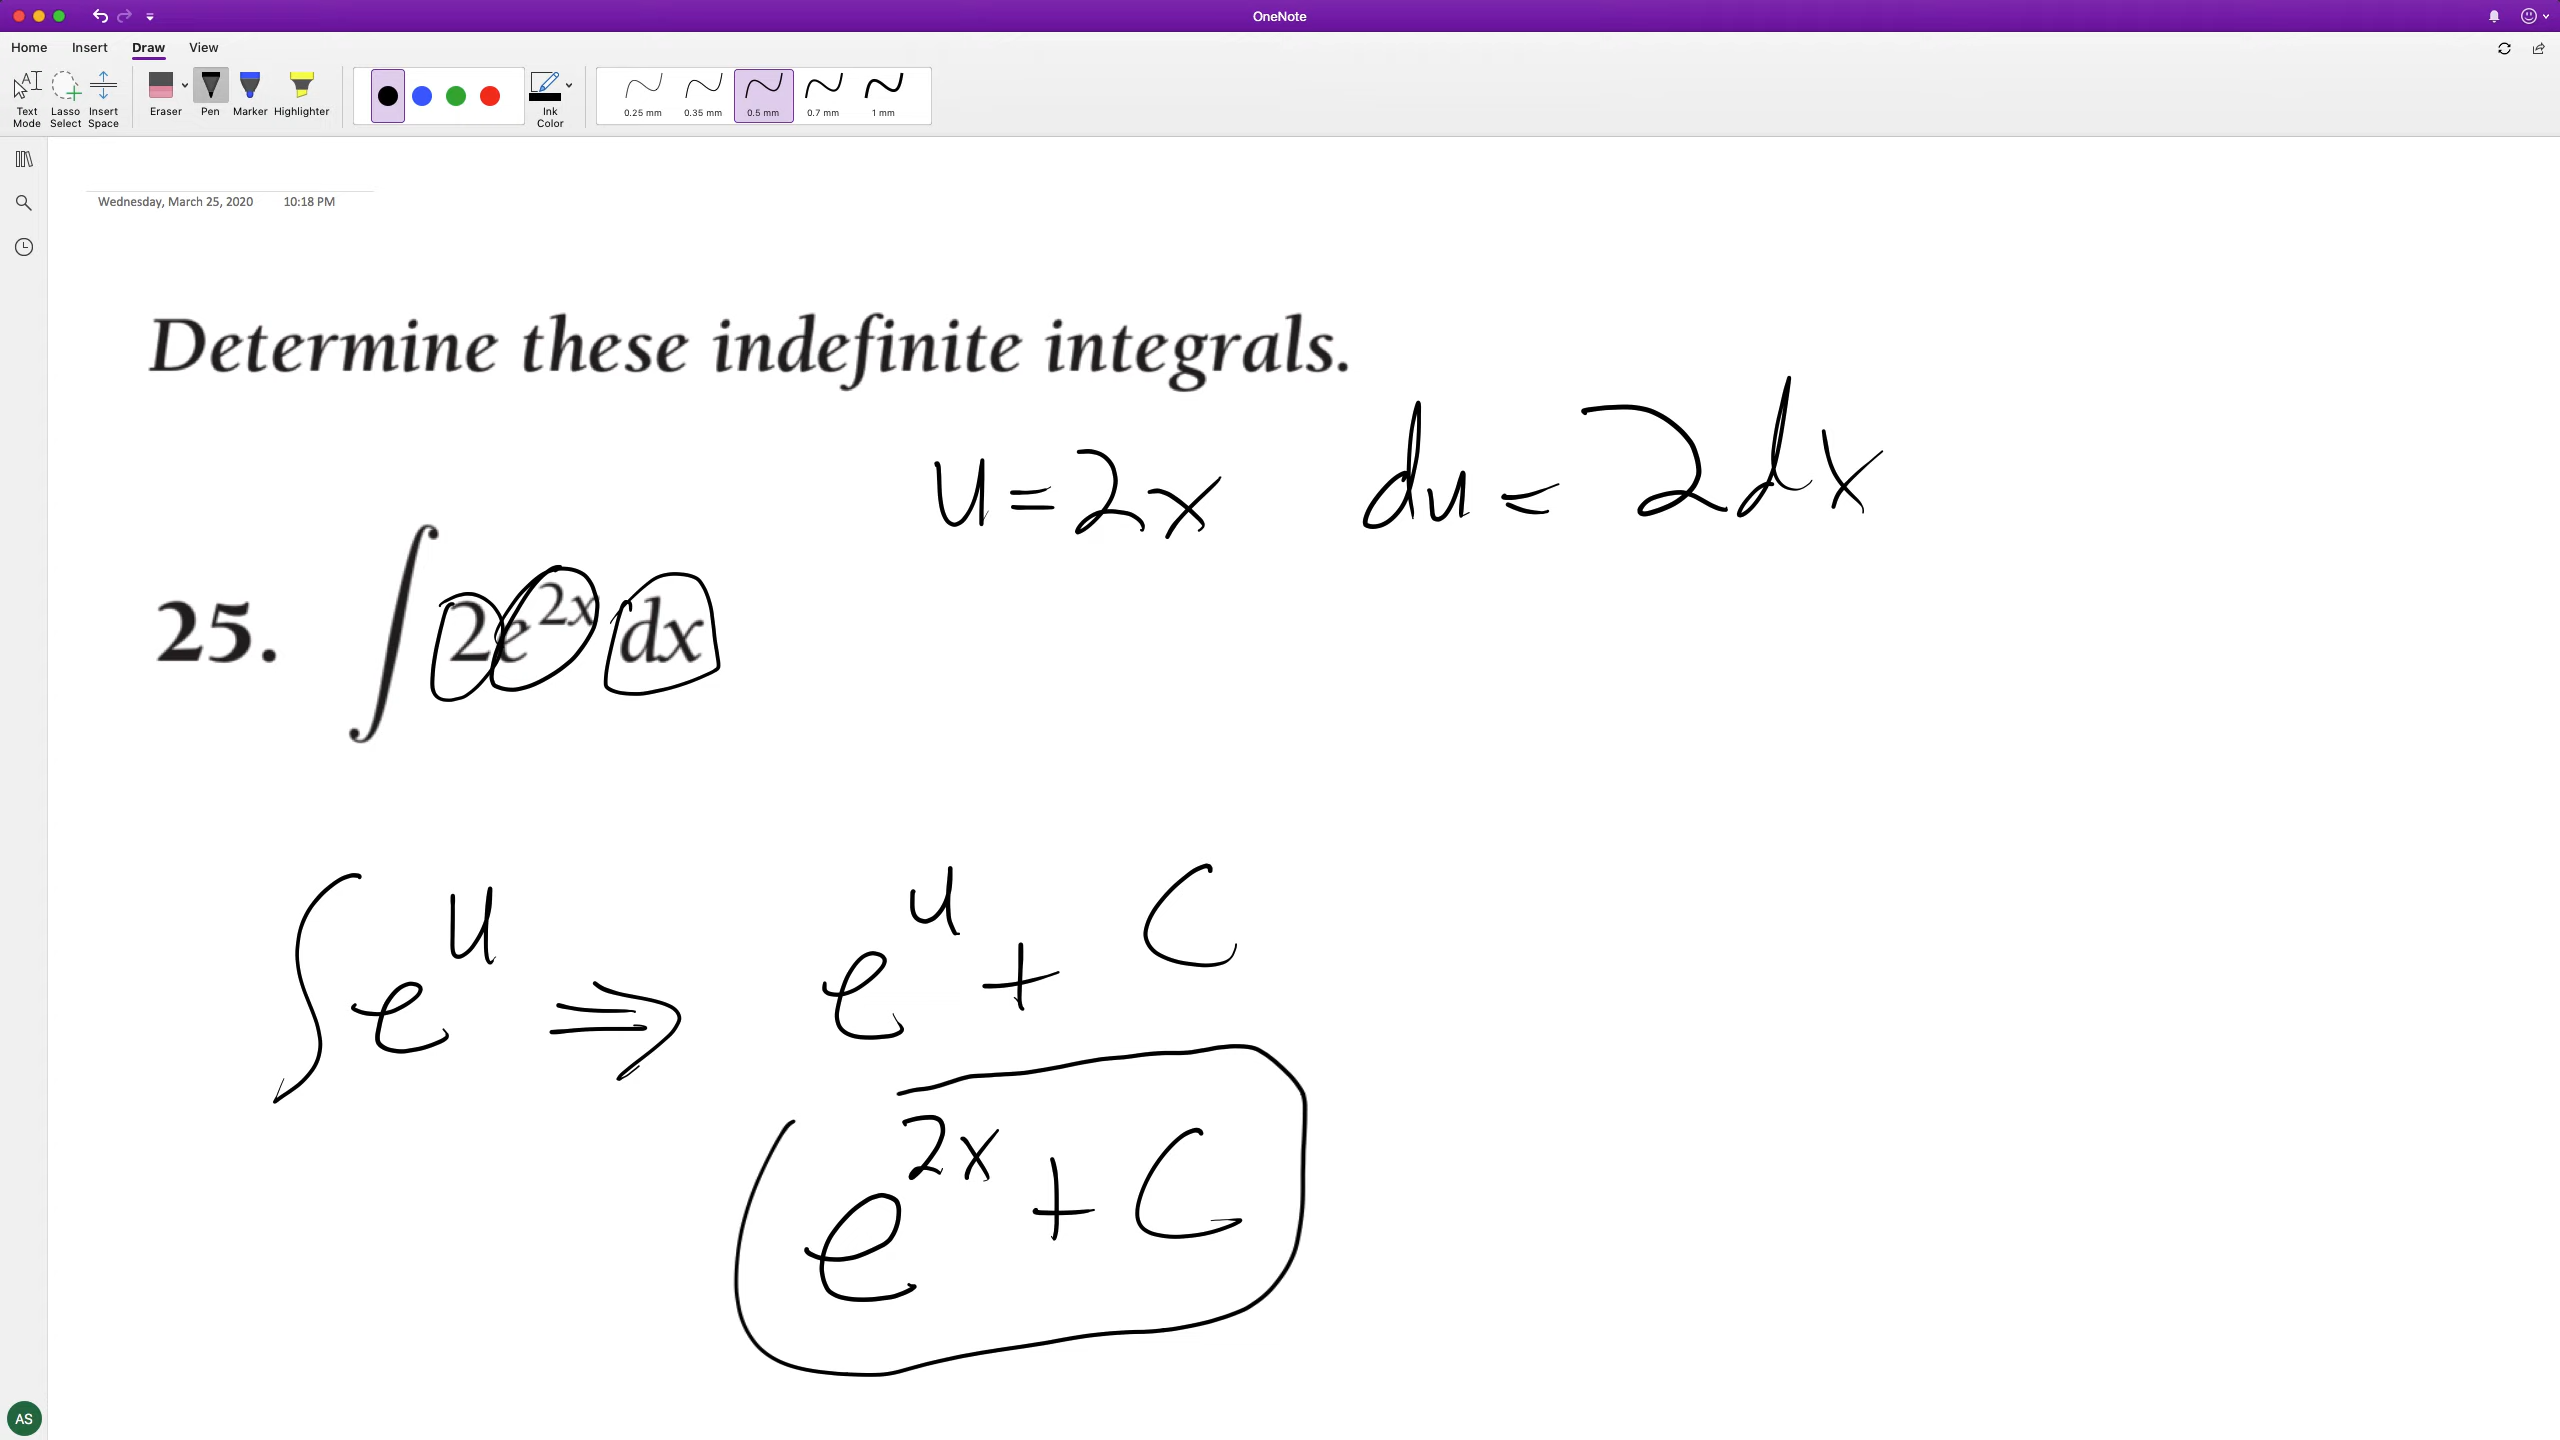 OneNote
Home Insert Draw View
Text Mode Lasso Select Insert Space Eraser Pen Marker Highlighter Ink Color 0.25 mm 0.35 mm 0.5 mm 0.7 mm 1 mm
Wednesday, March 25, 2020 10:18 PM
Determine these indefinite integrals.
u = 2x du = 2dx
25. ∫ 2e^{2x} dx
∫ e^u ⇒ e^u + C
e^{2x} + C
AS